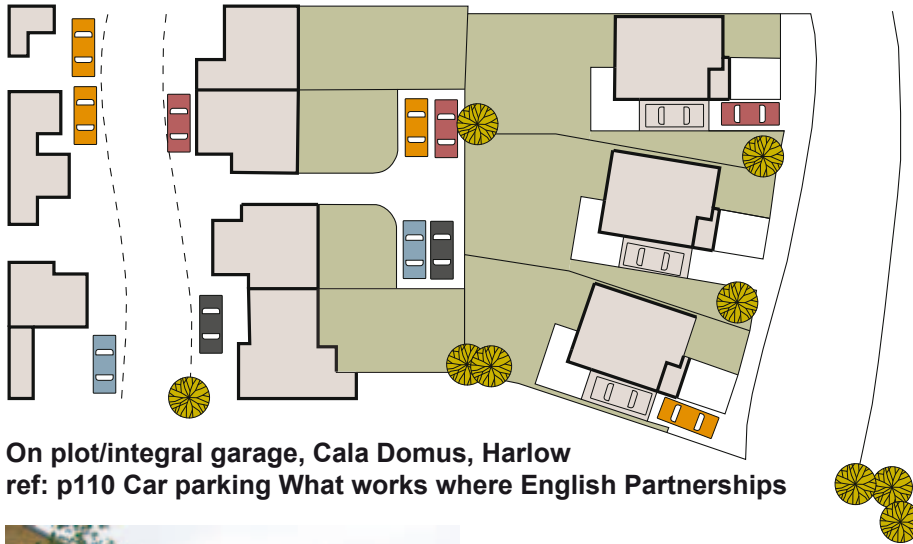 On plot/integral garage, Cala Domus, Harlow
ref: p110 Car parking What works where English Partnerships